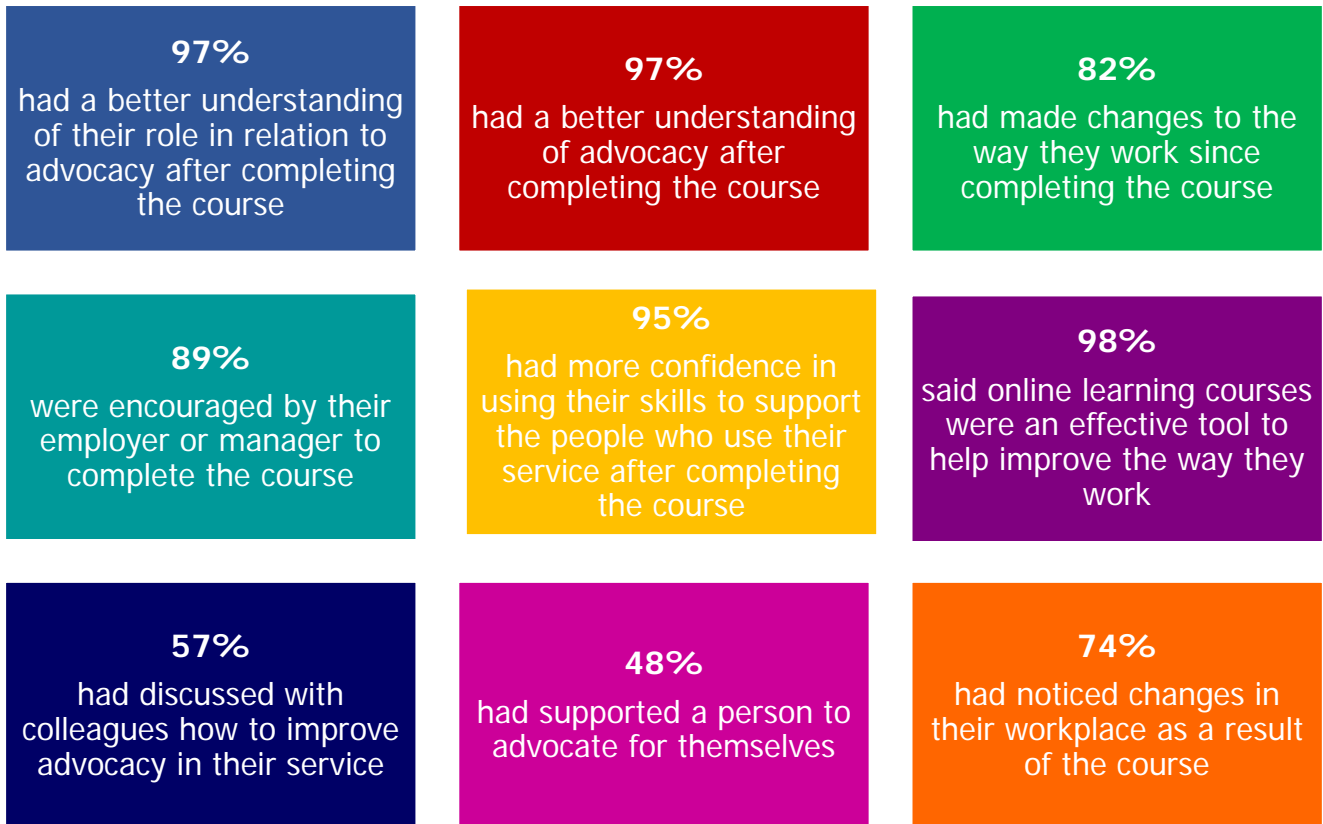 97%
had a better understanding
of their role in relation to
advocacy after completing
the course
97%
had a better understanding
of advocacy after
completing the course
82%
had made changes to the
way they work since
completing the course
89%
were encouraged by their
employer or manager to
complete the course
95%
had more confidence in
using their skills to support
the people who use their
service after completing
the course
98%
said online learning courses
were an effective tool to
help improve the way they
work
57%
had discussed with
colleagues how to improve
advocacy in their service
48%
had supported a person to
advocate for themselves
74%
had noticed changes in
their workplace as a result
of the course